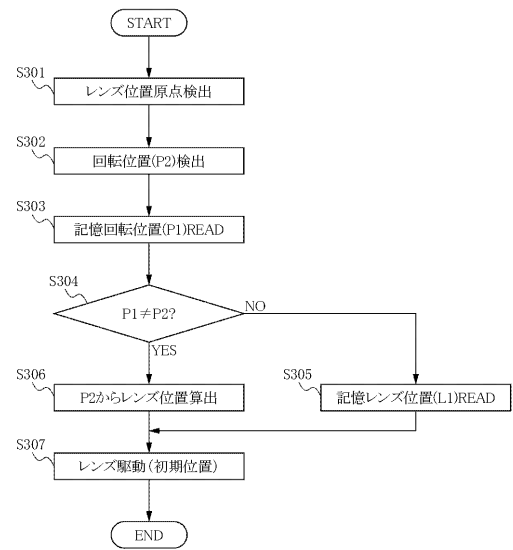 START
S301
レンズ位置原点検出
S302
回転位置(P2)検出
S303
記憶回転位置(P1)READ
S304
P1≠P2?
NO
YES
S306
P2からレンズ位置算出
S305
記憶レンズ位置(L1)READ
S307
レンズ駆動(初期位置)
END